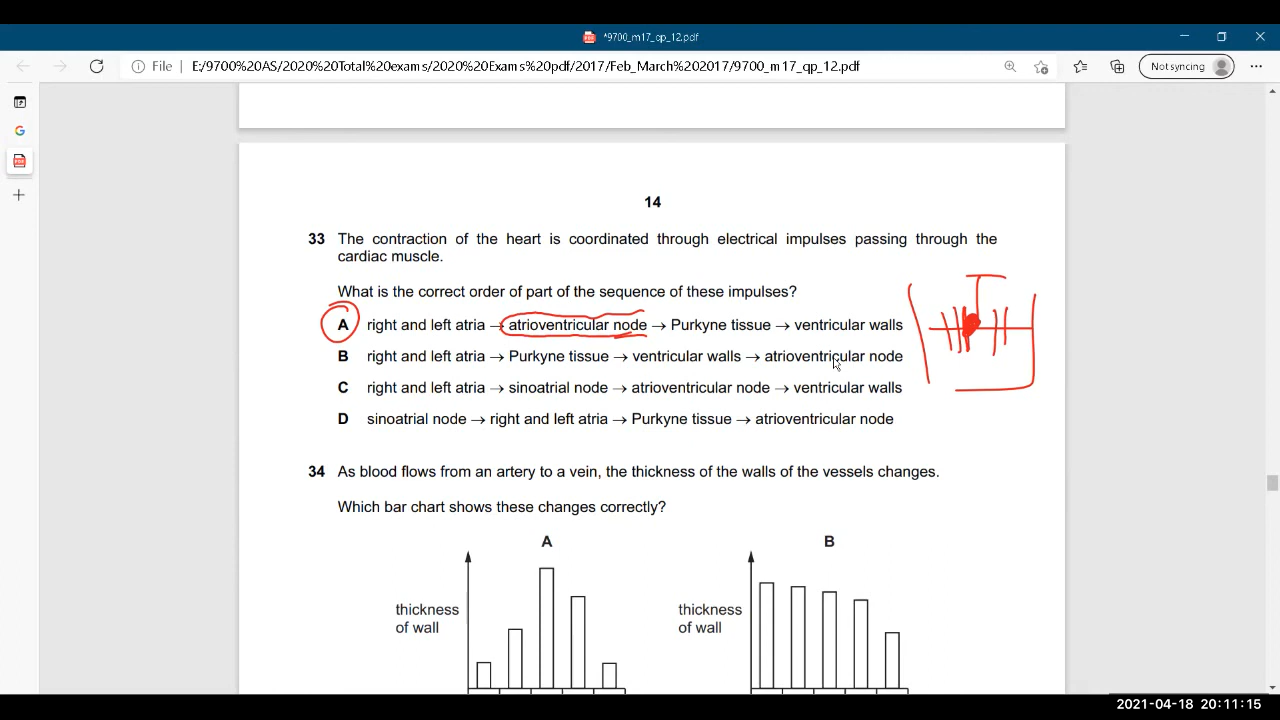 *9700_m17_qp_12.pdf
File
E:/9700%20AS/2020%20Total%20exams/2020%20Exams%20pdf/2017/Feb_March%202017/9700_m17_qp_12.pdf
Not syncing
14
33 The contraction of the heart is coordinated through electrical impulses passing through the
cardiac muscle.
What is the correct order of part of the sequence of these impulses?
A right and left atria → atrioventricular node → Purkyne tissue → ventricular walls
B right and left atria → Purkyne tissue → ventricular walls → atrioventricular node
C right and left atria → sinoatrial node → atrioventricular node → ventricular walls
D sinoatrial node → right and left atria → Purkyne tissue → atrioventricular node
34 As blood flows from an artery to a vein, the thickness of the walls of the vessels changes.
Which bar chart shows these changes correctly?
A
B
thickness
of wall
thickness
of wall
2021-04-18 20:11:15